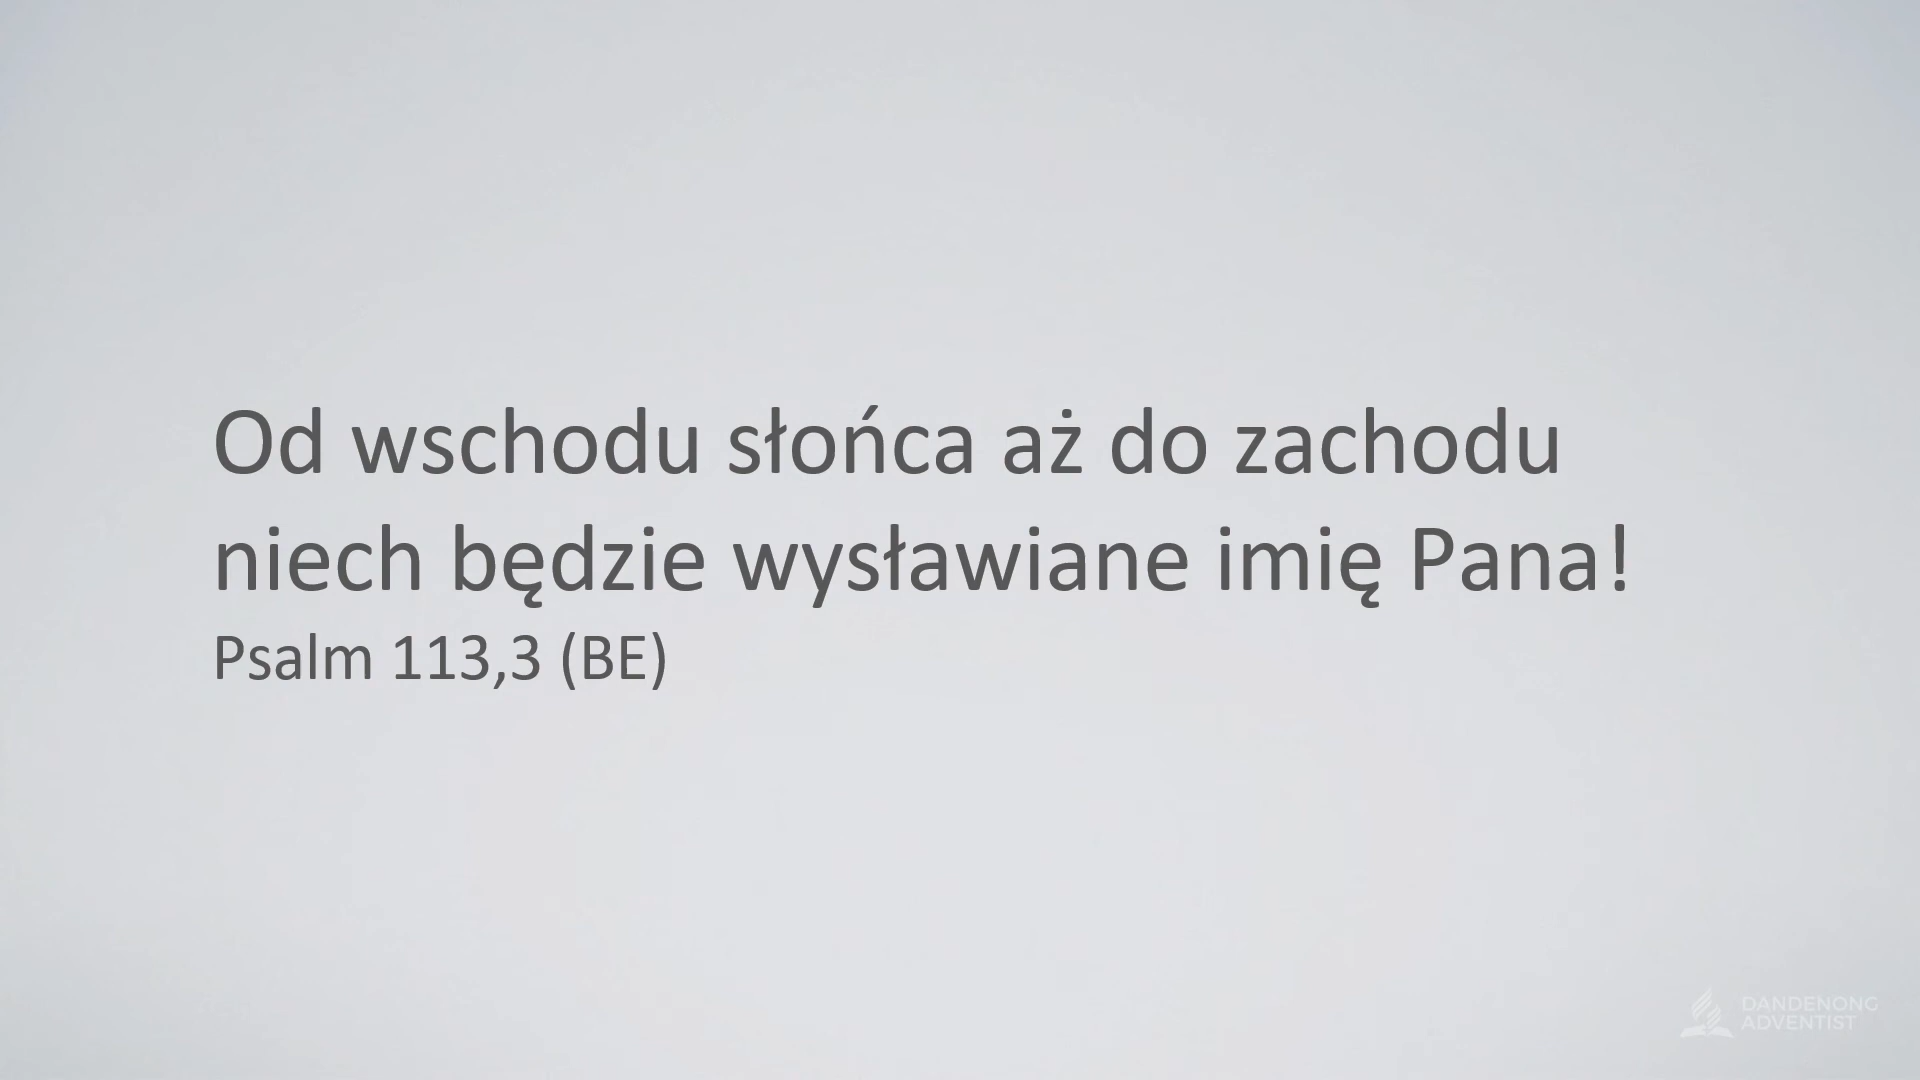 Od wschodu słońca aż do zachodu
niech będzie wysławiane imię Pana!
Psalm 113,3 (BE)
DANDENONG
ADVENTIST